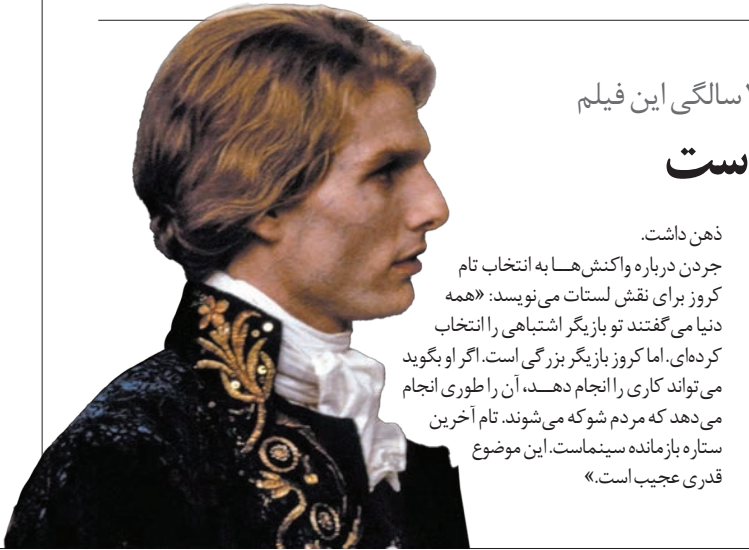 سالگی این فیلم
ست
ذهن داشت.
جردن درباره واکنش‌هــا به انتخاب تام
کروز برای نقش لستات می‌نویسد: «همه
دنیا می‌گفتند تو بازیگر اشتباهی را انتخاب
کرده‌ای. اما کروز بازیگر بزرگی است. اگر او بگوید
می‌تواند کاری را انجام دهــد، آن را طوری انجام
می‌دهد که مردم شوکه می‌شوند. تام آخرین
ستاره بازمانده سینماست. این موضوع
قدری عجیب است.»